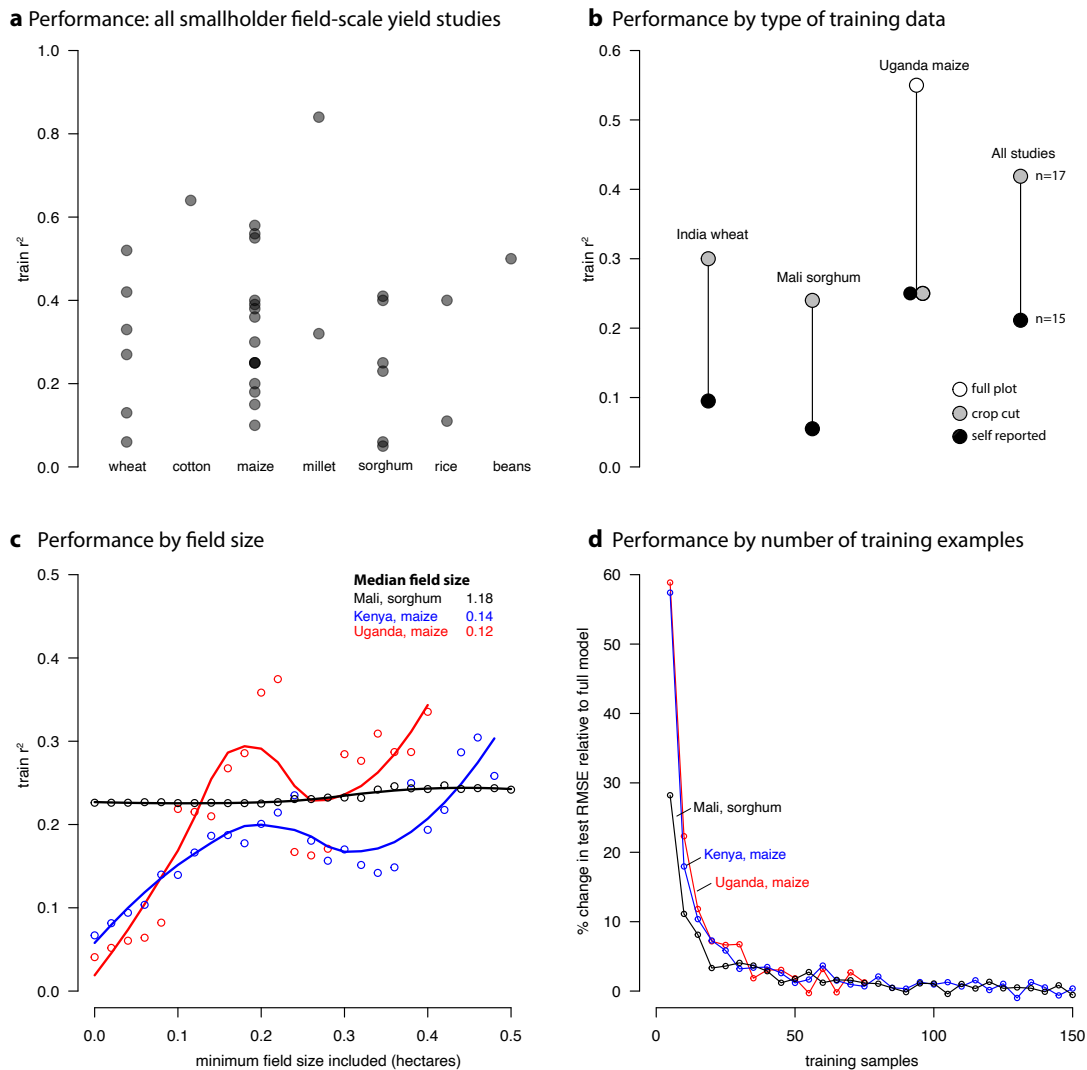 a Performance: all smallholder field-scale yield studies
1.0
0.8
0.6
0.4
0.2
0.0
train r²
wheat cotton maize millet sorghum rice beans
b Performance by type of training data
0.6
0.5
0.4
0.3
0.2
0.1
0.0
train r²
Uganda maize
All studies
n=17
India wheat
Mali sorghum
n=15
full plot
crop cut
self reported
c Performance by field size
0.5
0.4
0.3
0.2
0.1
0.0
train r²
Median field size
Mali, sorghum 1.18
Kenya, maize 0.14
Uganda, maize 0.12
0.0 0.1 0.2 0.3 0.4 0.5
minimum field size included (hectares)
d Performance by number of training examples
60
50
40
30
20
10
0
% change in test RMSE relative to full model
Mali, sorghum
Kenya, maize
Uganda, maize
0 50 100 150
training samples